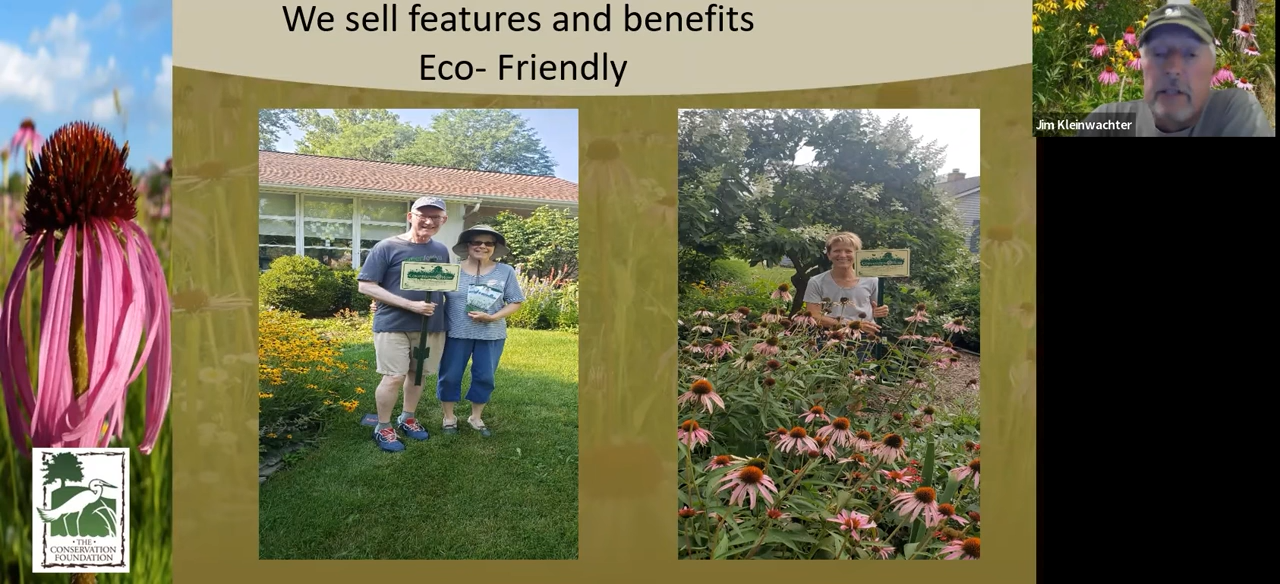 We sell features and benefits
Eco- Friendly
Jim Kleinwachter
· THE ·
CONSERVATION
FOUNDATION